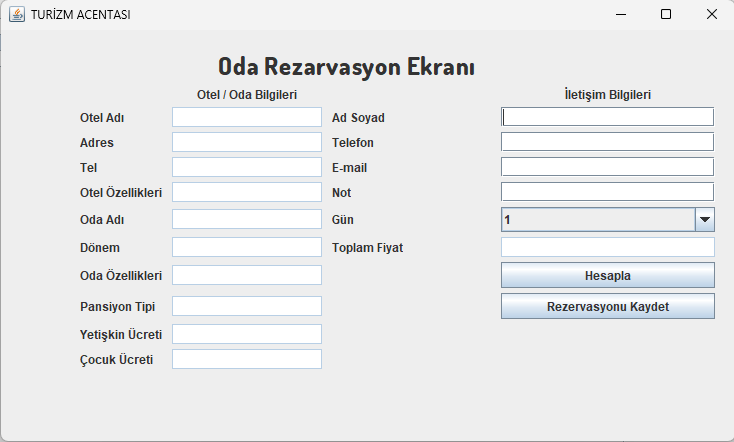 TURİZM ACENTASI
Oda Rezarvasyon Ekranı
Otel / Oda Bilgileri
İletişim Bilgileri
Otel Adı
Ad Soyad
Adres
Telefon
Tel
E-mail
Otel Özellikleri
Not
Oda Adı
Gün
1
Dönem
Toplam Fiyat
Oda Özellikleri
Hesapla
Pansiyon Tipi
Rezervasyonu Kaydet
Yetişkin Ücreti
Çocuk Ücreti